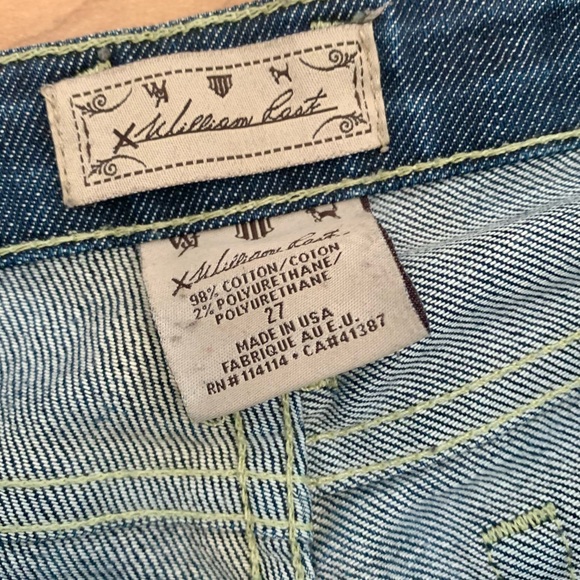 X William Rast
X William Rast
98% COTTON/COTON
2% POLYURETHANE/
POLYURETHANE
27
MADE IN USA
FABRIQUE AU E.U.
RN# 114114 • CA#41387